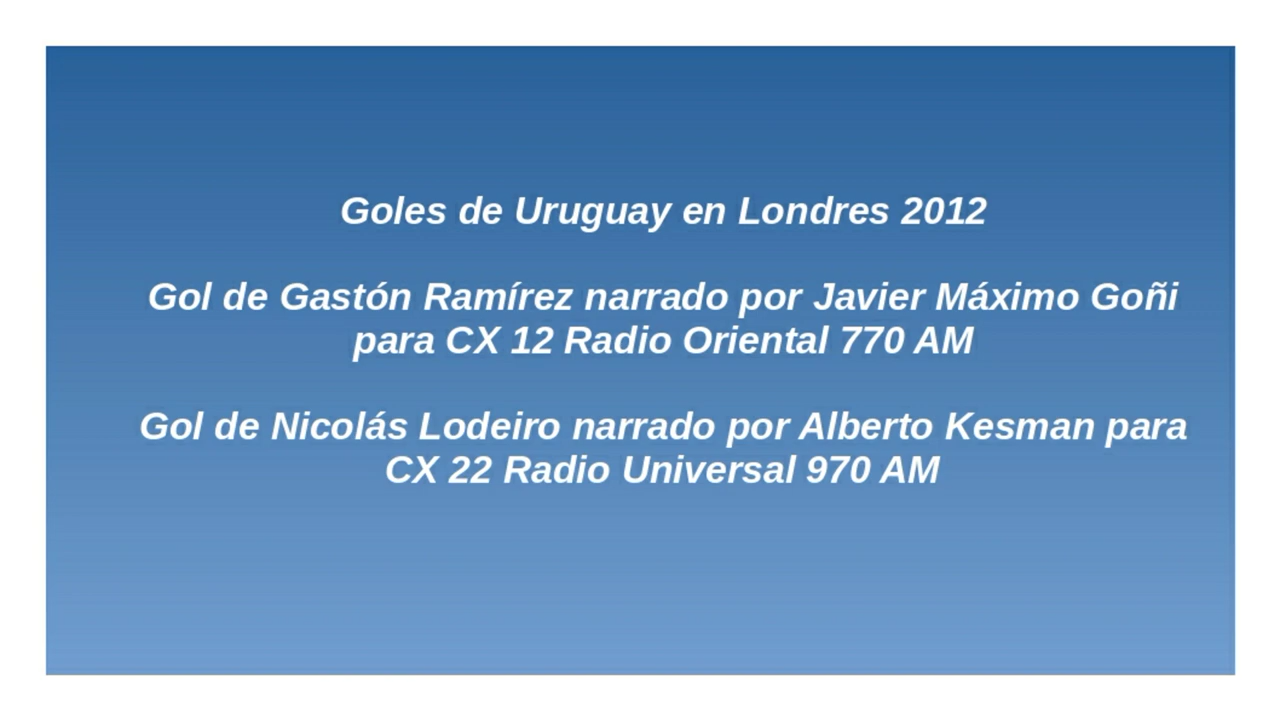 Goles de Uruguay en Londres 2012
Gol de Gastón Ramírez narrado por Javier Máximo Goñi
para CX 12 Radio Oriental 770 AM
Gol de Nicolás Lodeiro narrado por Alberto Kesman para
CX 22 Radio Universal 970 AM